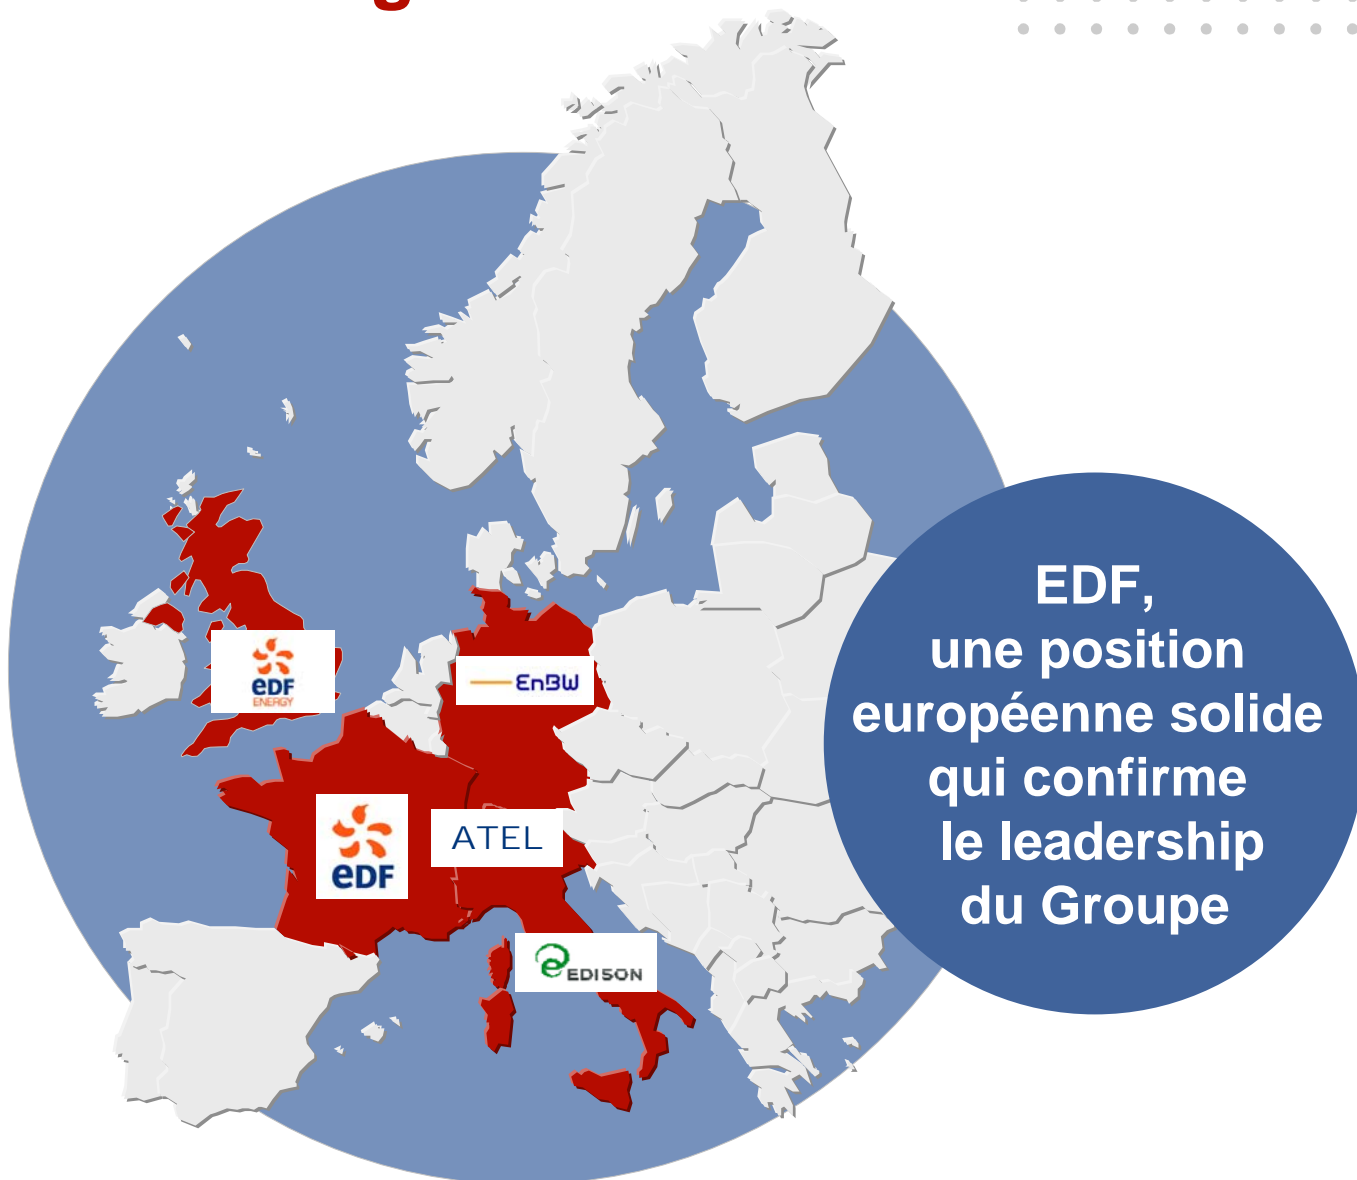 g
eDF
ENERGY
EnBW
eDF
ATEL
EDISON
EDF,
une position
européenne solide
qui confirme
le leadership
du Groupe